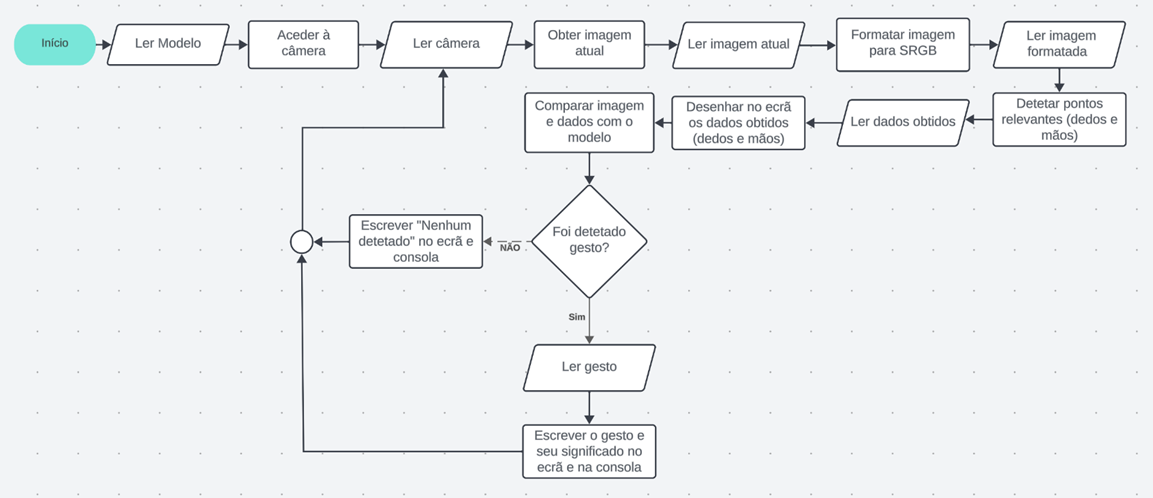 Início
Ler Modelo
Aceder à
câmera
Ler câmera
Obter imagem
atual
Ler imagem atual
Formatar imagem
para SRGB
Ler imagem
formatada
Detetar pontos
relevantes (dedos e
mãos)
Ler dados obtidos
Desenhar no ecrã
os dados obtidos
(dedos e mãos)
Comparar imagem
e dados com o
modelo
Foi detetado
gesto?
NÃO
Escrever "Nenhum
detetado" no ecrã e
consola
Sim
Ler gesto
Escrever o gesto e
seu significado no
ecrã e na consola